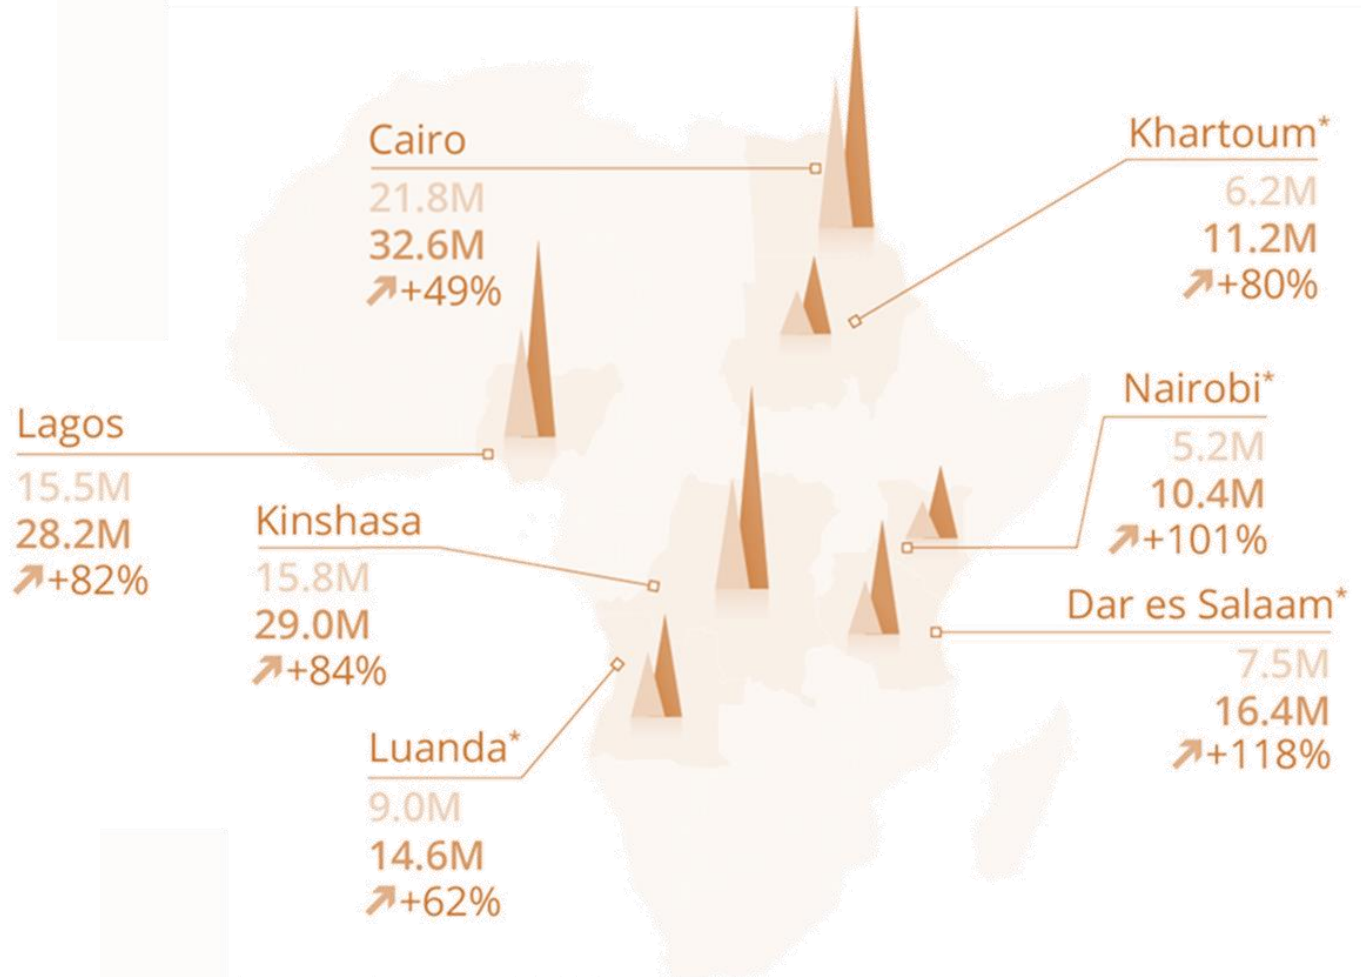 Cairo
21.8M
32.6M
+49%
Khartoum*
6.2M
11.2M
+80%
Lagos
15.5M
28.2M
+82%
Nairobi*
5.2M
10.4M
+101%
Kinshasa
15.8M
29.0M
+84%
Dar es Salaam*
7.5M
16.4M
+118%
Luanda*
9.0M
14.6M
+62%